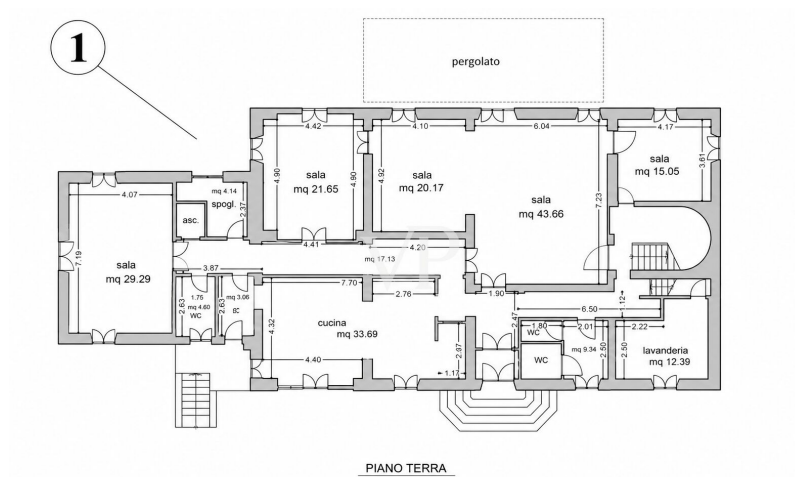 1
pergolato
4.42
4.10
6.04
4.17
4.07
mq 4.14
spogl.
2.37
asc.
4.90
sala
mq 21.65
4.90
4.92
sala
mq 20.17
sala
mq 43.66
7.23
sala
mq 15.05
3.61
7.19
sala
mq 29.29
4.41
4.20
mq 17.13
VP
3.87
7.70
2.76
1.90
6.50
1.12
2.63
1.75
mq 4.60
WC
2.63
mq 3.06
4.32
cucina
mq 33.69
2.47
1.80
2.01
2.22
WC
WC
mq 9.34
2.50
2.50
lavanderia
mq 12.39
4.40
2.97
1.17
PIANO TERRA